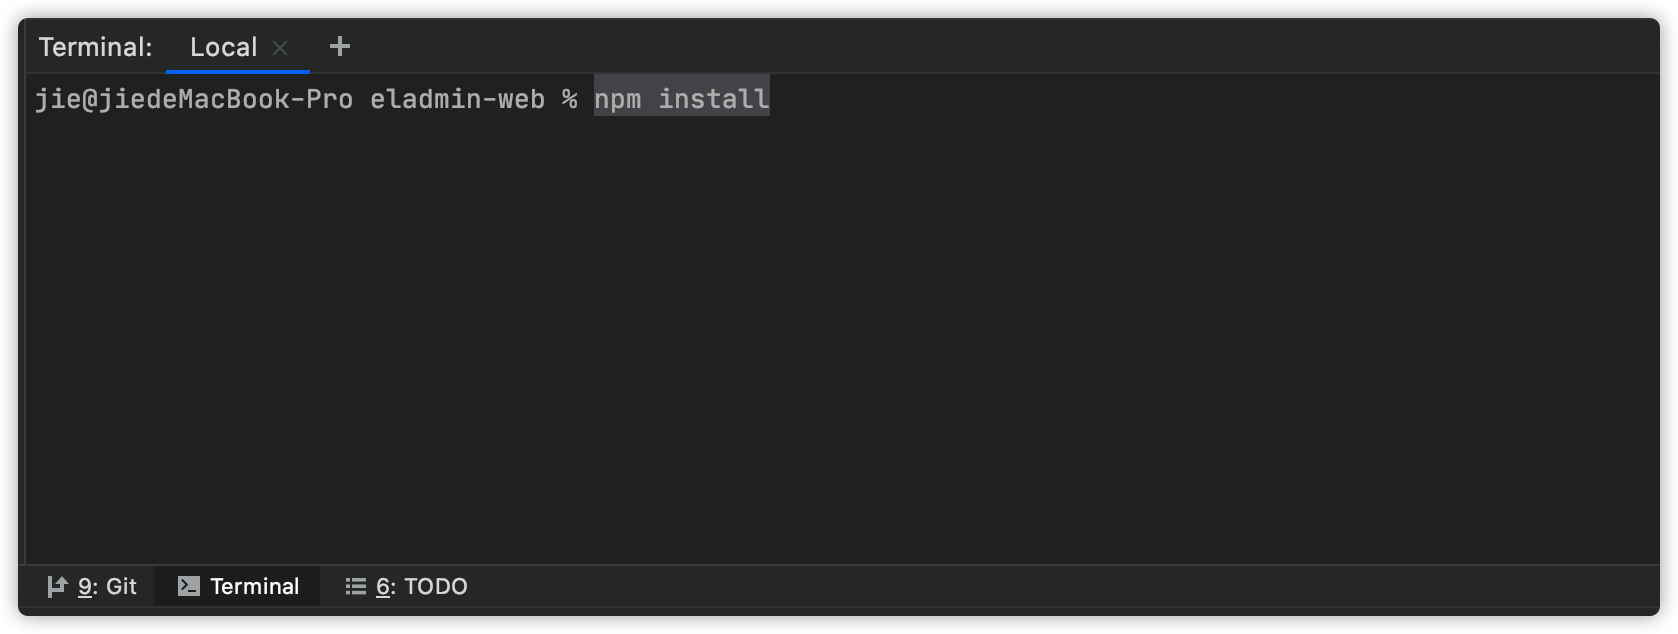 Terminal: Local × +
jie@jiedeMacBook-Pro eladmin-web % npm install
9: Git Terminal 6: TODO